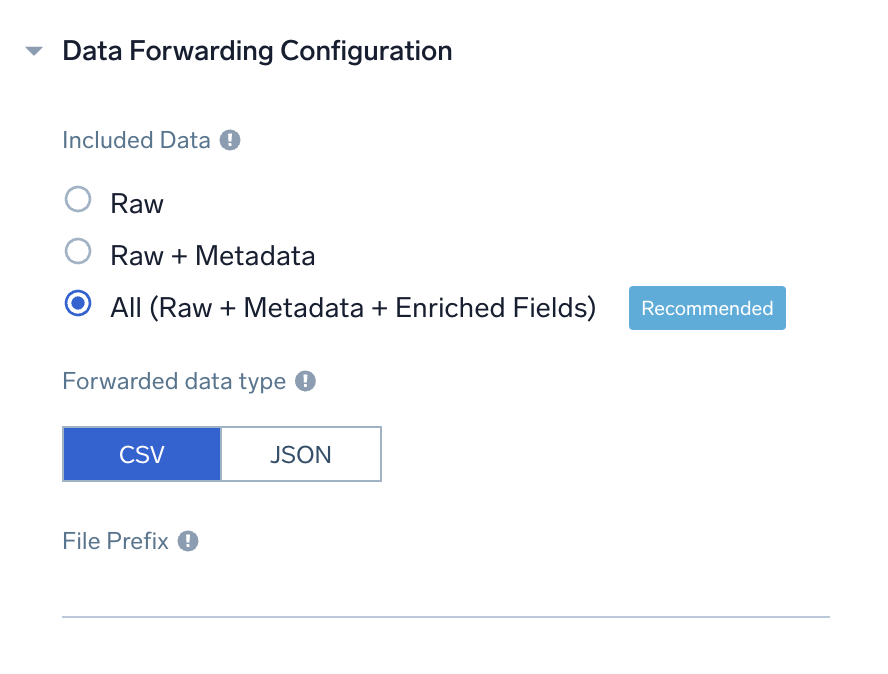 Data Forwarding Configuration
Included Data
Raw
Raw + Metadata
All (Raw + Metadata + Enriched Fields) Recommended
Forwarded data type
CSV JSON
File Prefix